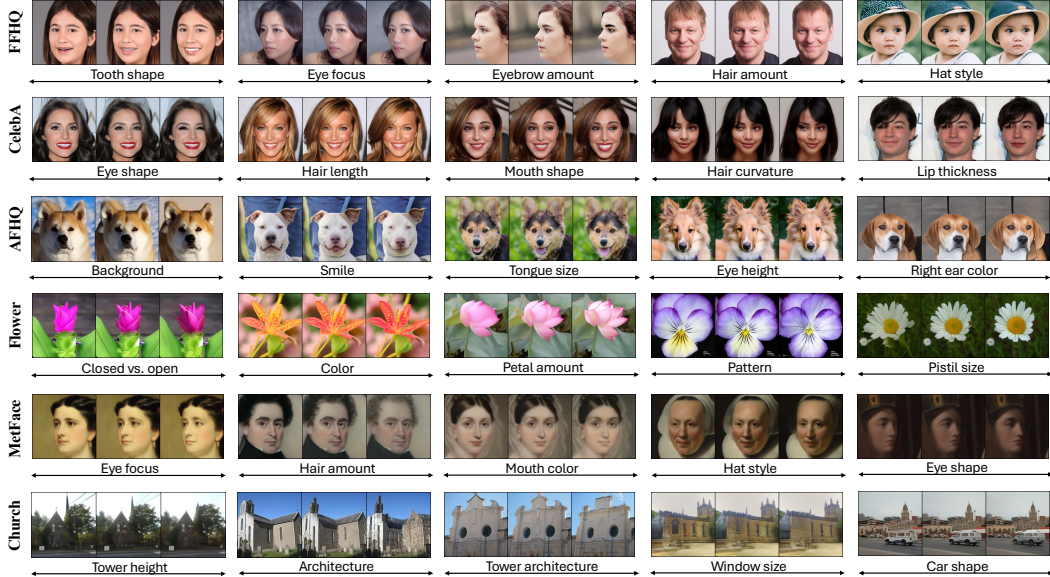 FFHQ
Tooth shape
Eye focus
Eyebrow amount
Hair amount
Hat style
CelebA
Eye shape
Hair length
Mouth shape
Hair curvature
Lip thickness
AFHQ
Background
Smile
Tongue size
Eye height
Right ear color
Flower
Closed vs. open
Color
Petal amount
Pattern
Pistil size
MetFace
Eye focus
Hair amount
Mouth color
Hat style
Eye shape
Church
Tower height
Architecture
Tower architecture
Window size
Car shape